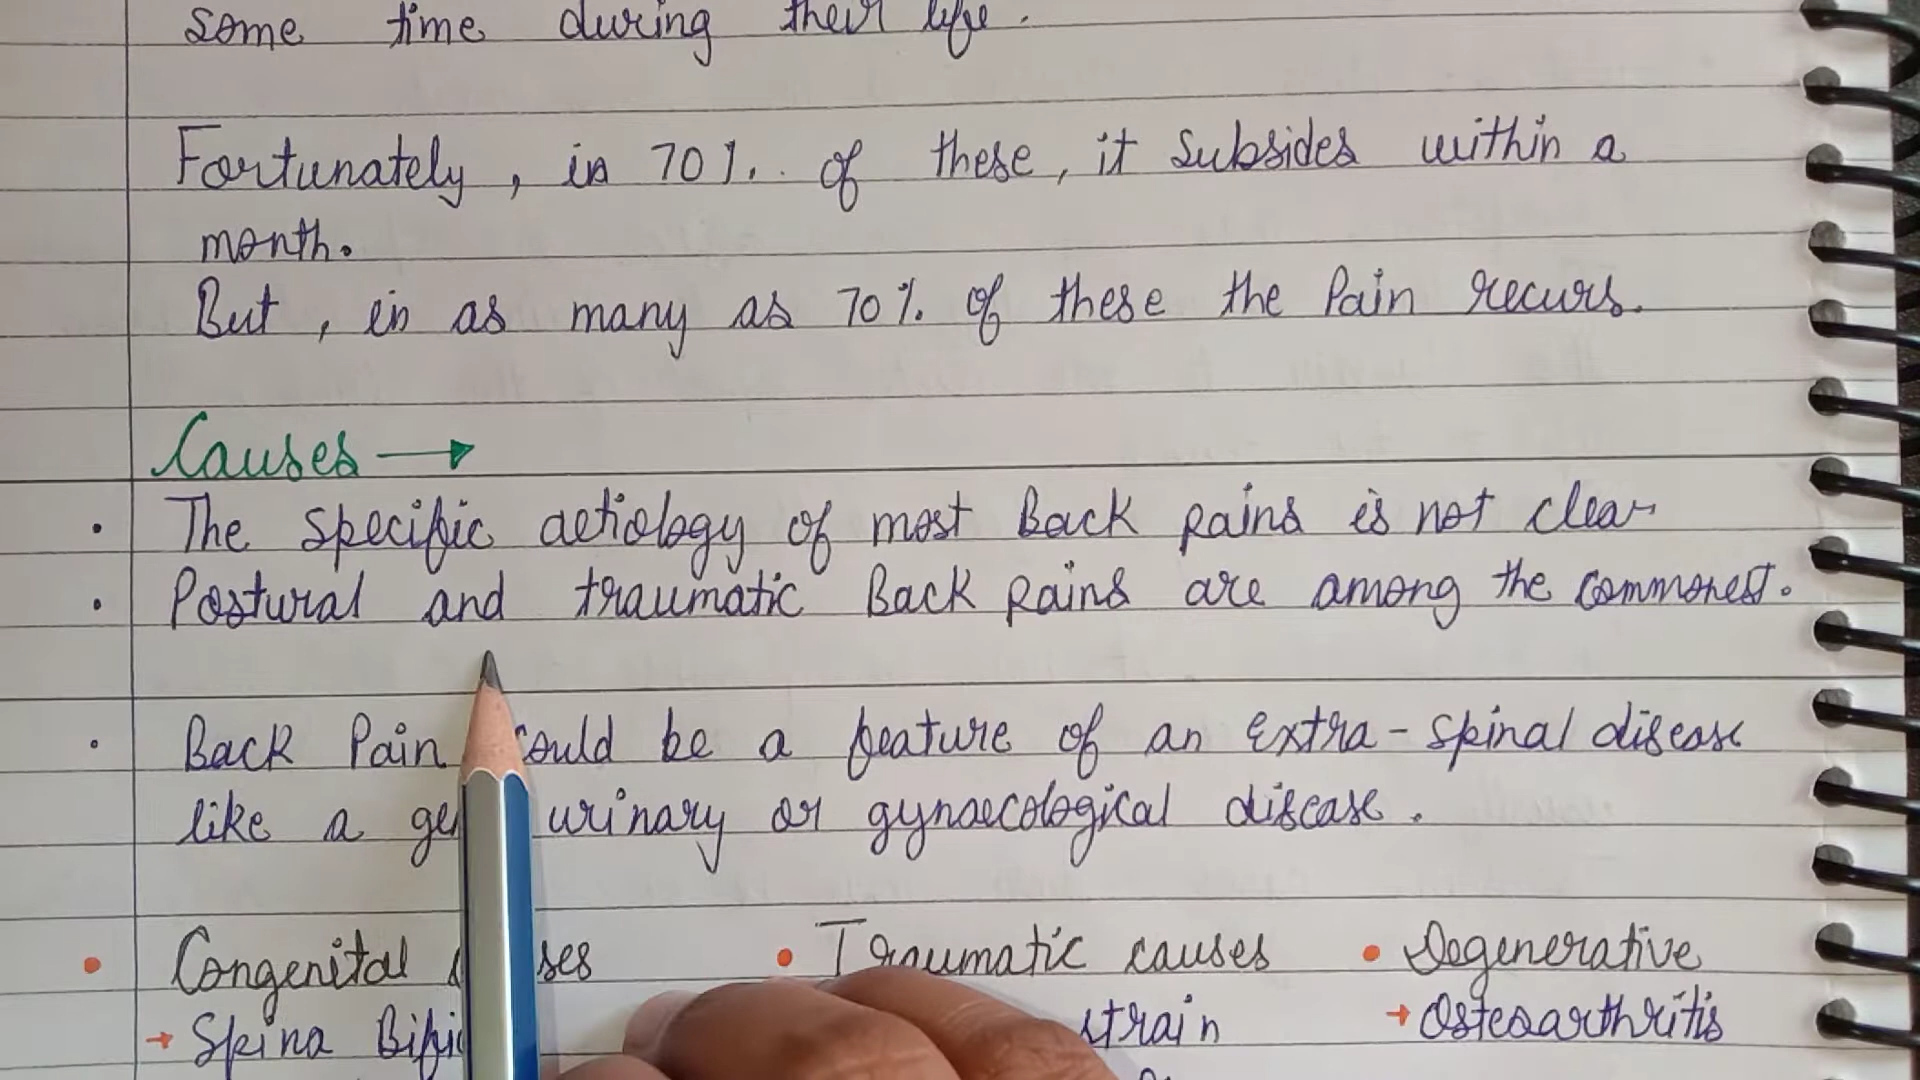 some time during their life.
Fortunately, in 70%. of these, it subsides within a
month.
But, in as many as 70%. of these the Pain recurs.
Causes →
• The specific aetiology of most Back pains is not clear
• Postural and traumatic Back pains are among the commonest.
• Back Pain could be a feature of an extra-spinal disease
like a urinary or gynaecological disease.
• Congenital • Traumatic causes • Degenerative
→ Spina strain → Osteoarthritis